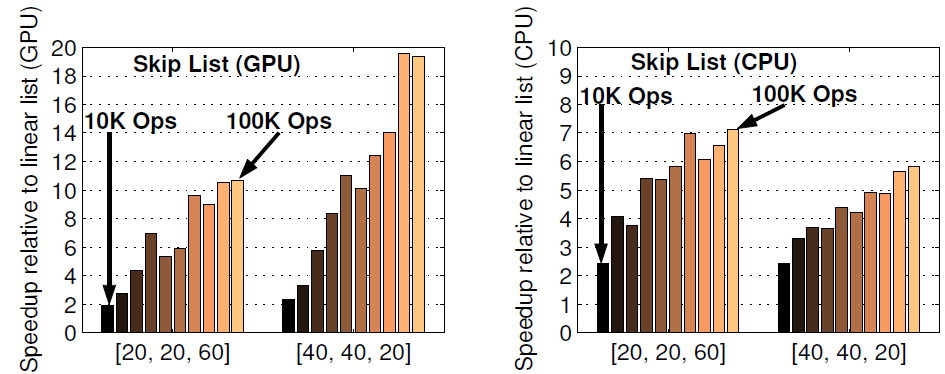 Speedup relative to linear list (GPU)
20
18
16
14
12
10
8
6
4
2
0
Skip List (GPU)
10K Ops
100K Ops
[20, 20, 60]
[40, 40, 20]
Speedup relative to linear list (CPU)
10
9
8
7
6
5
4
3
2
1
0
Skip List (CPU)
10K Ops
100K Ops
[20, 20, 60]
[40, 40, 20]